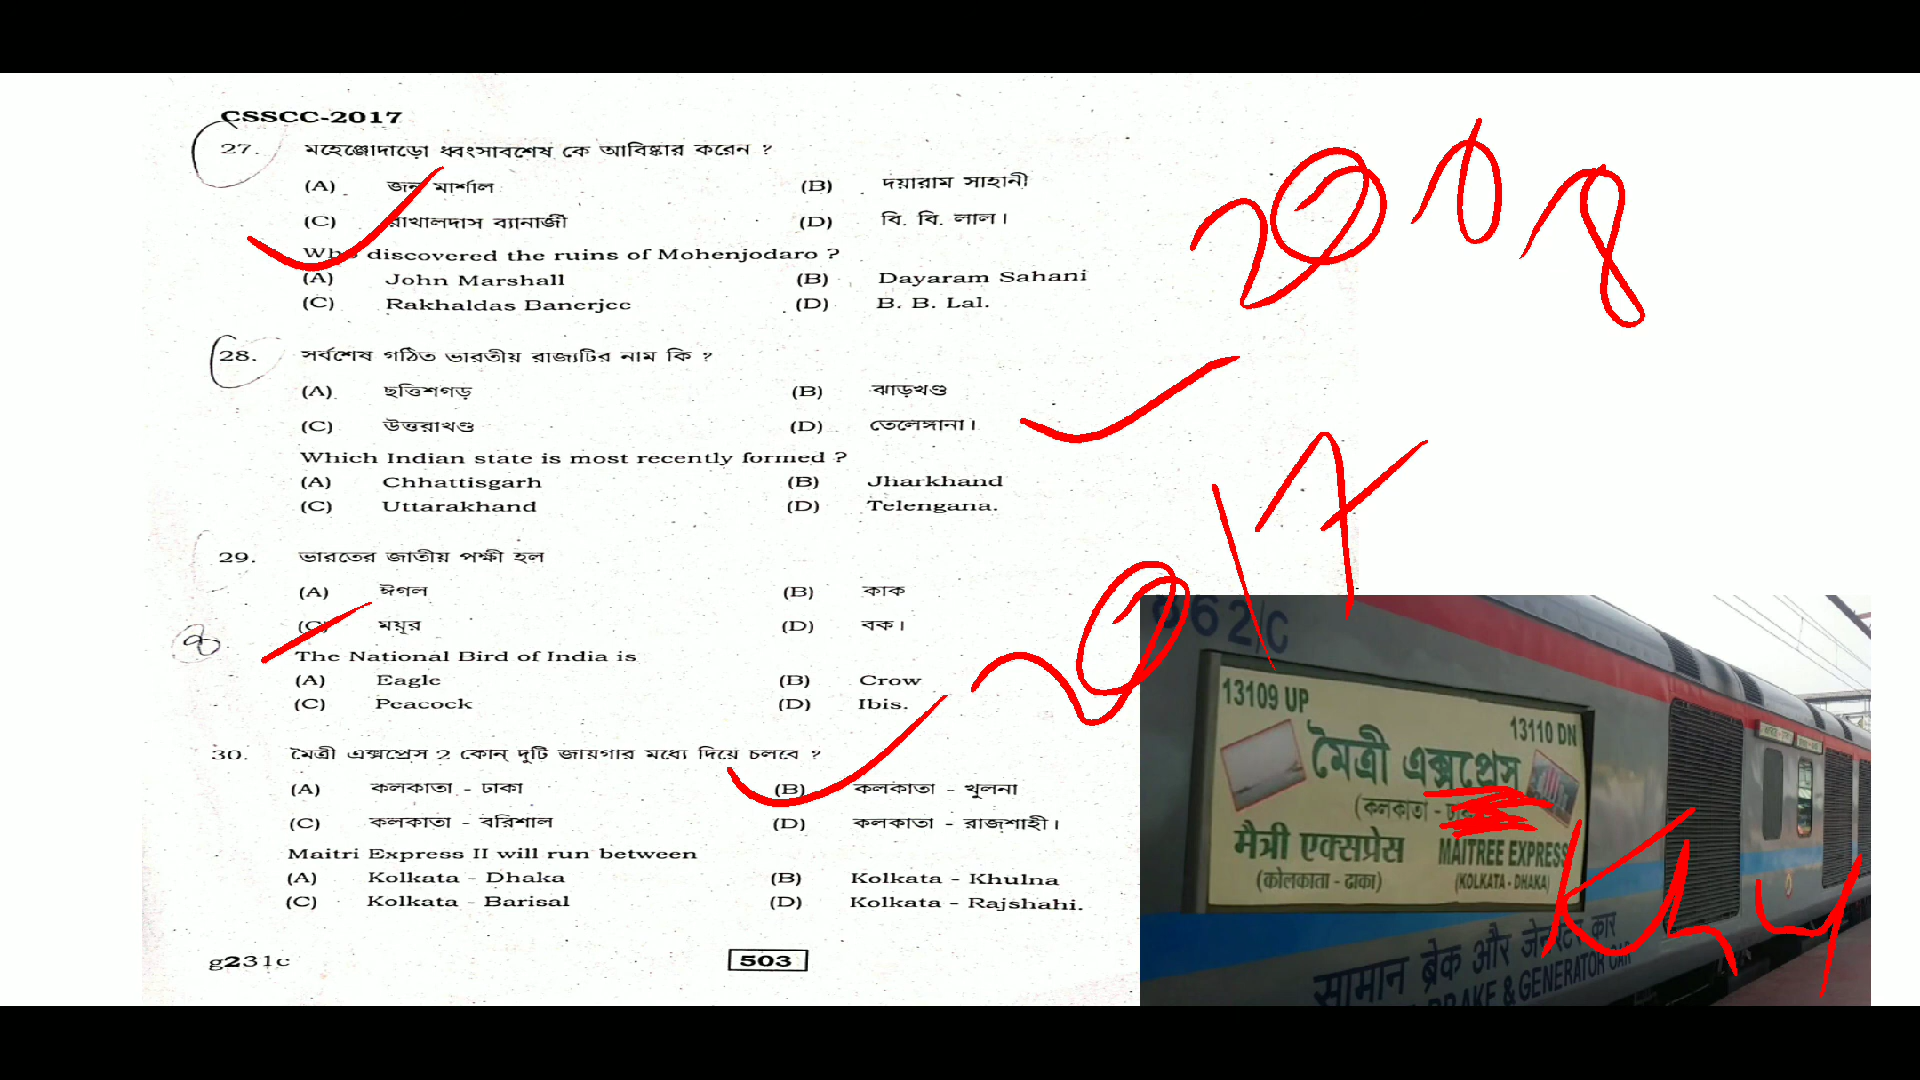 CSSCC-2017
27. মহেঞ্জোদাড়ো ধ্বংসাবশেষ কে আবিষ্কার করেন ?
(A) জন মার্শাল (B) দয়ারাম সাহানী
(C) রাখালদাস ব্যানার্জী (D) বি. বি. লাল।
Who discovered the ruins of Mohenjodaro ?
(A) John Marshall (B) Dayaram Sahani
(C) Rakhaldas Banerjee (D) B. B. Lal.
28. সর্বশেষ গঠিত ভারতীয় রাজ্যটির নাম কি ?
(A) ছত্তিশগড় (B) ঝাড়খণ্ড
(C) উত্তরাখণ্ড (D) তেলেঙ্গানা।
Which Indian state is most recently formed ?
(A) Chhattisgarh (B) Jharkhand
(C) Uttarakhand (D) Telengana.
29. ভারতের জাতীয় পক্ষী হল
(A) ঈগল (B) কাক
(C) ময়ূর (D) বক।
The National Bird of India is
(A) Eagle (B) Crow
(C) Peacock (D) Ibis.
30. মৈত্রী এক্সপ্রেস 2 কোন্ দুটি জায়গার মধ্যে দিয়ে চলবে ?
(A) কলকাতা - ঢাকা (B) কলকাতা - খুলনা
(C) কলকাতা - বরিশাল (D) কলকাতা - রাজশাহী।
Maitri Express II will run between
(A) Kolkata - Dhaka (B) Kolkata - Khulna
(C) Kolkata - Barisal (D) Kolkata - Rajshahi.
g231c 503
2008
2017
862/C
13109 UP
13110 DN
মৈত্রী এক্সপ্রেস
(কলকাতা -
मैत्री एक्सप्रेस MAITREE EXPRESS
(कोलकाता - ढाका) (KOLKATA - DHAKA)
सामान ब्रेक और जेनरेटर कार
BRAKE & GENERATOR CAR